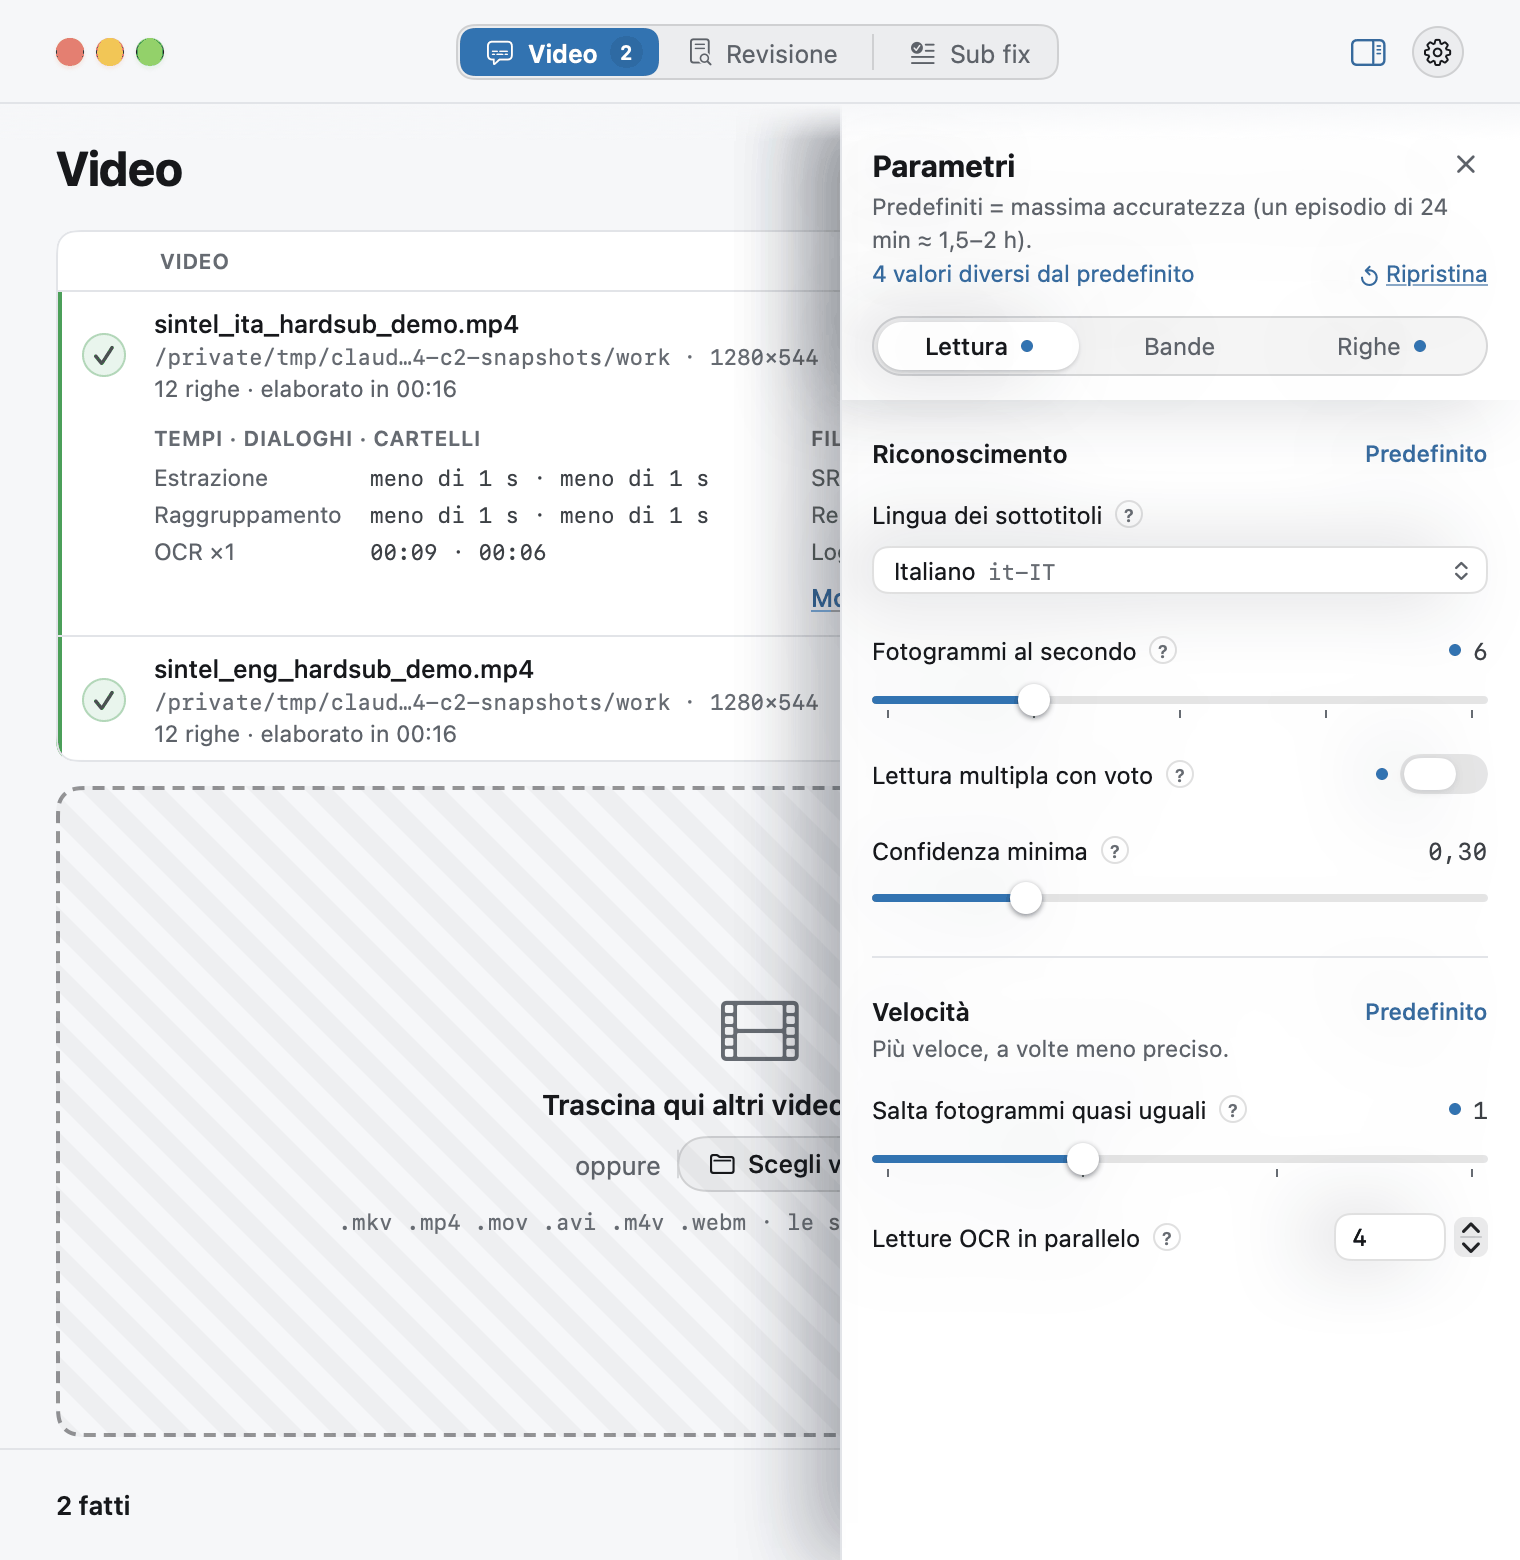 Video 2 Revisione Sub fix
Video
VIDEO
sintel_ita_hardsub_demo.mp4
/private/tmp/claud…4-c2-snapshots/work · 1280×544
12 righe · elaborato in 00:16
TEMPI · DIALOGHI · CARTELLI
Estrazione meno di 1 s · meno di 1 s
Raggruppamento meno di 1 s · meno di 1 s
OCR ×1 00:09 · 00:06
sintel_eng_hardsub_demo.mp4
/private/tmp/claud…4-c2-snapshots/work · 1280×544
12 righe · elaborato in 00:16
Trascina qui altri video
oppure Scegli v
.mkv .mp4 .mov .avi .m4v .webm · le s
2 fatti
Parametri
Predefiniti = massima accuratezza (un episodio di 24
min ≈ 1,5–2 h).
4 valori diversi dal predefinito Ripristina
Lettura Bande Righe
Riconoscimento Predefinito
Lingua dei sottotitoli ?
Italiano it-IT
Fotogrammi al secondo ? 6
Lettura multipla con voto ?
Confidenza minima ? 0,30
Velocità Predefinito
Più veloce, a volte meno preciso.
Salta fotogrammi quasi uguali ? 1
Letture OCR in parallelo ? 4